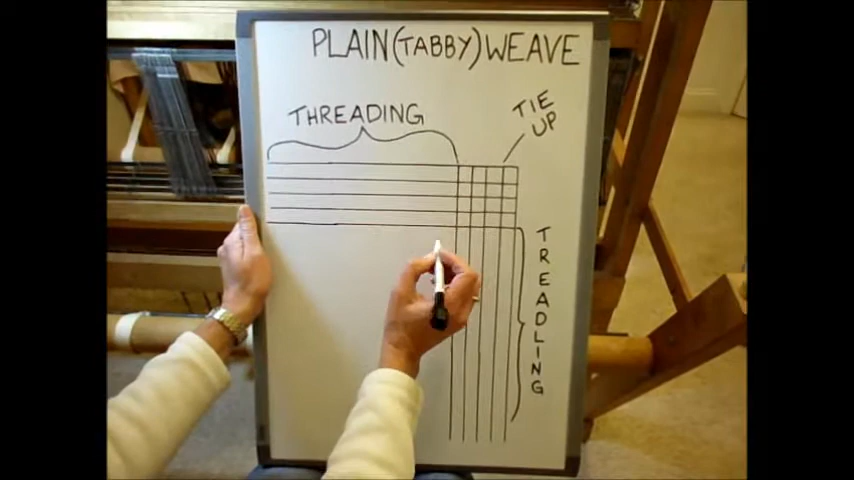 PLAIN (TABBY) WEAVE
THREADING
TIE
UP
TREADLING